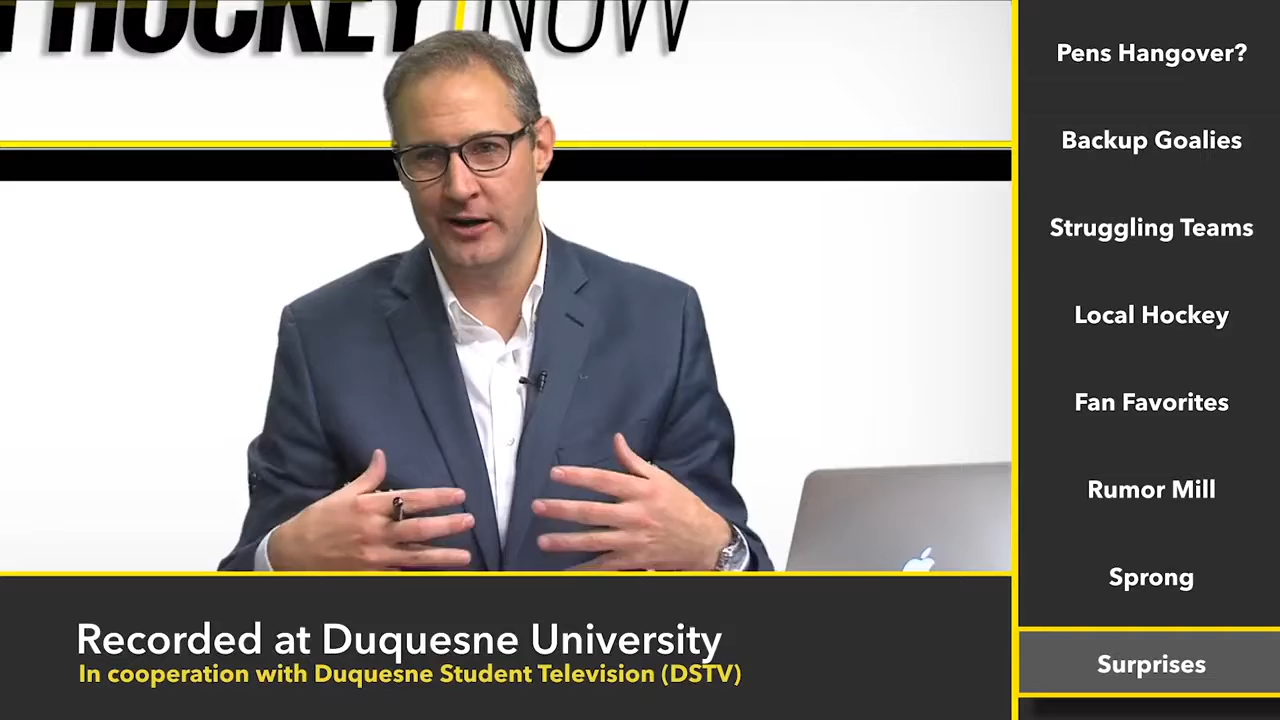 HOCKEY NOW
Recorded at Duquesne University
In cooperation with Duquesne Student Television (DSTV)
Pens Hangover?
Backup Goalies
Struggling Teams
Local Hockey
Fan Favorites
Rumor Mill
Sprong
Surprises